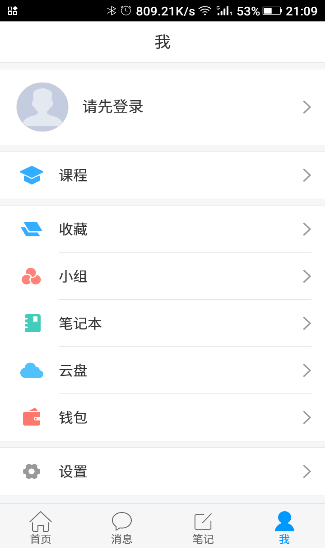 809.21K/s 53% 21:09
我
请先登录
课程
收藏
小组
笔记本
云盘
钱包
设置
首页 消息 笔记 我